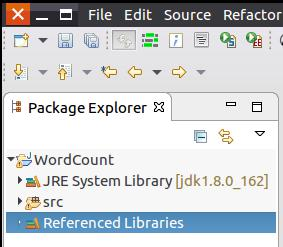 File Edit Source Refactor
Package Explorer
WordCount
JRE System Library [jdk1.8.0_162]
src
Referenced Libraries